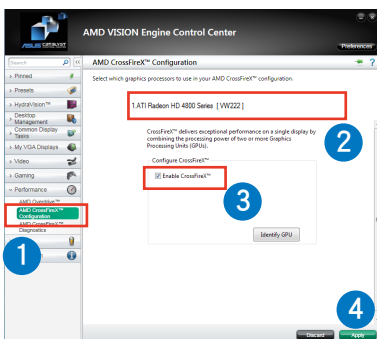 AMD VISION Engine Control Center
ASUS CATALYST
Preferences
Search
AMD CrossFireX™ Configuration
Pinned
Presets
HydraVision™
Desktop
Management
Common Display
Tasks
My VGA Displays
Video
Gaming
Performance
AMD Overdrive™
AMD CrossFireX™
Configuration
AMD CrossFireX™
Diagnostics
Select which graphics processors to use in your AMD CrossFireX™ configuration.
1.ATI Radeon HD 4800 Series [ VW222 ]
2
CrossFireX™ delivers exceptional performance on a single display by
combining the processing power of two or more Graphics
Processing Units (GPUs).
Configure CrossFireX™
Enable CrossFireX™
3
Identify GPU
1
4
Discard
Apply